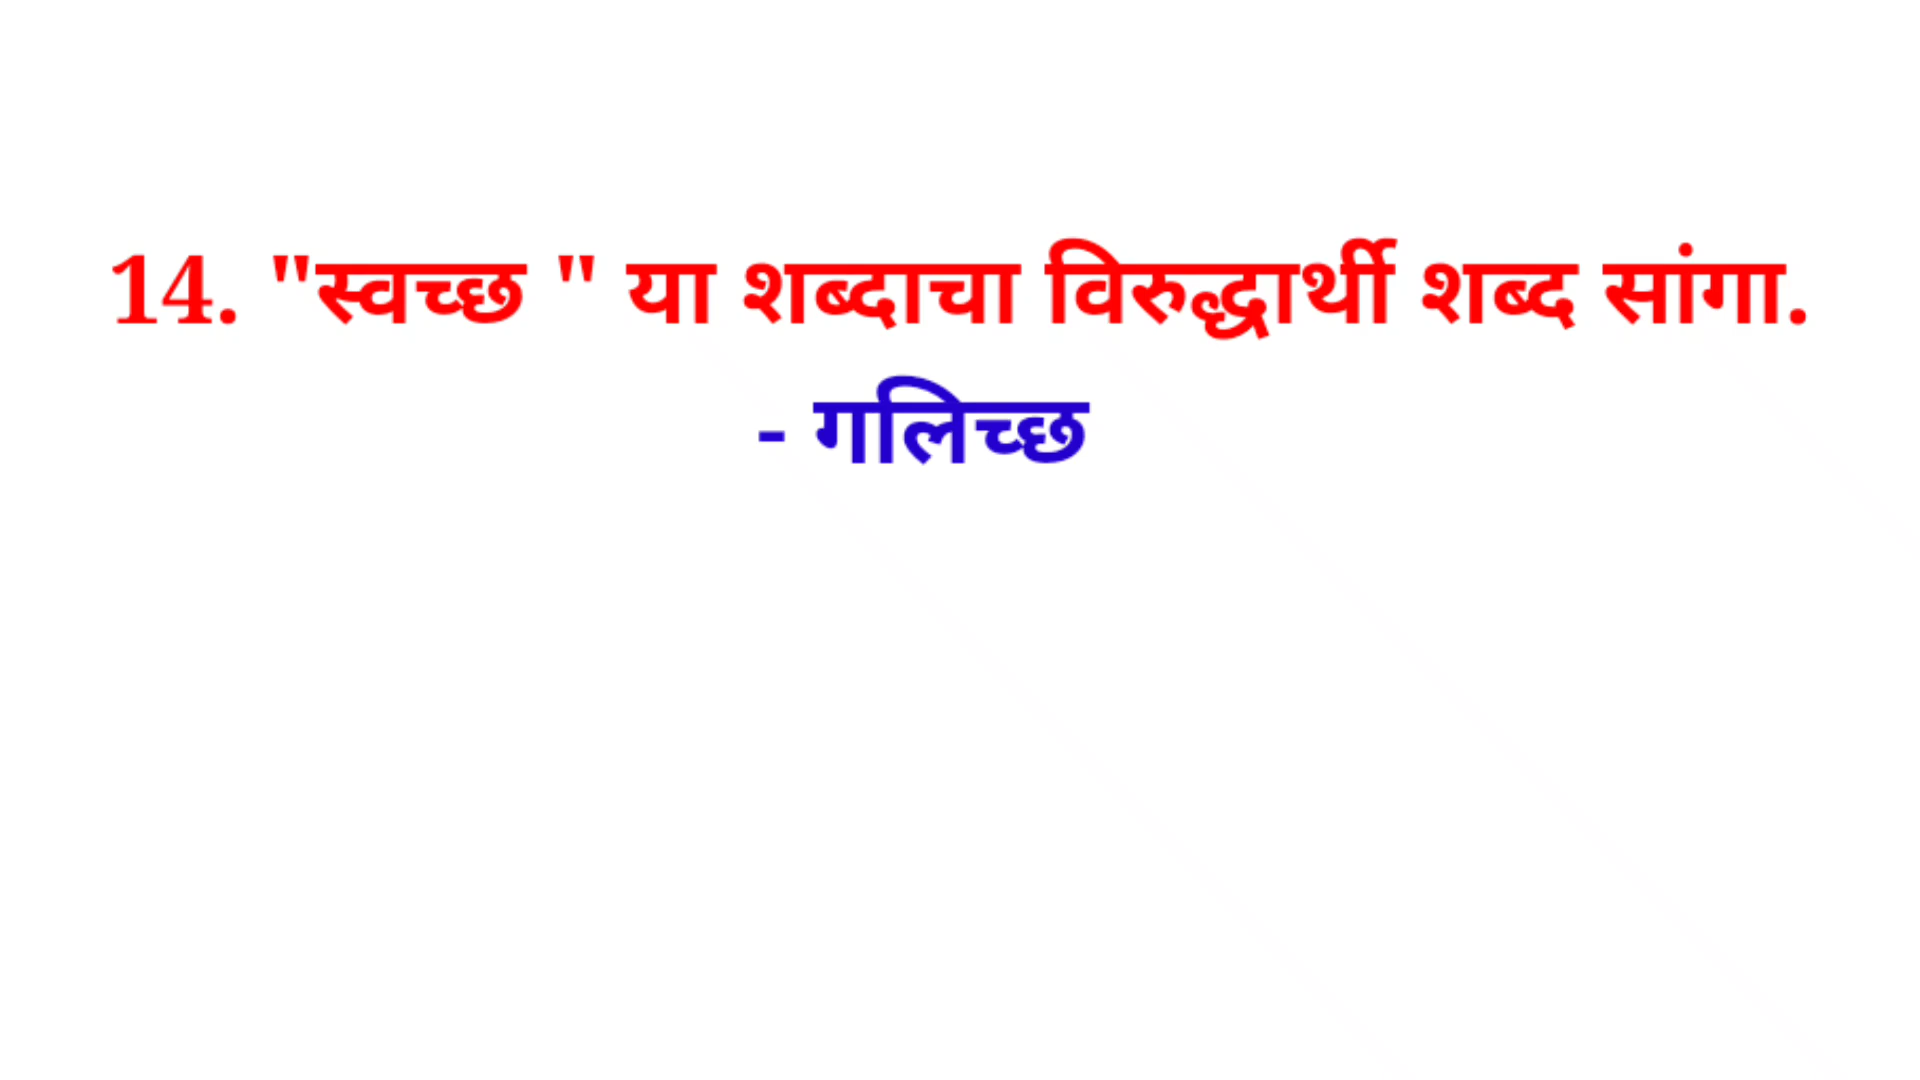 14. "स्वच्छ " या शब्दाचा विरुद्धार्थी शब्द सांगा.
- गलिच्छ